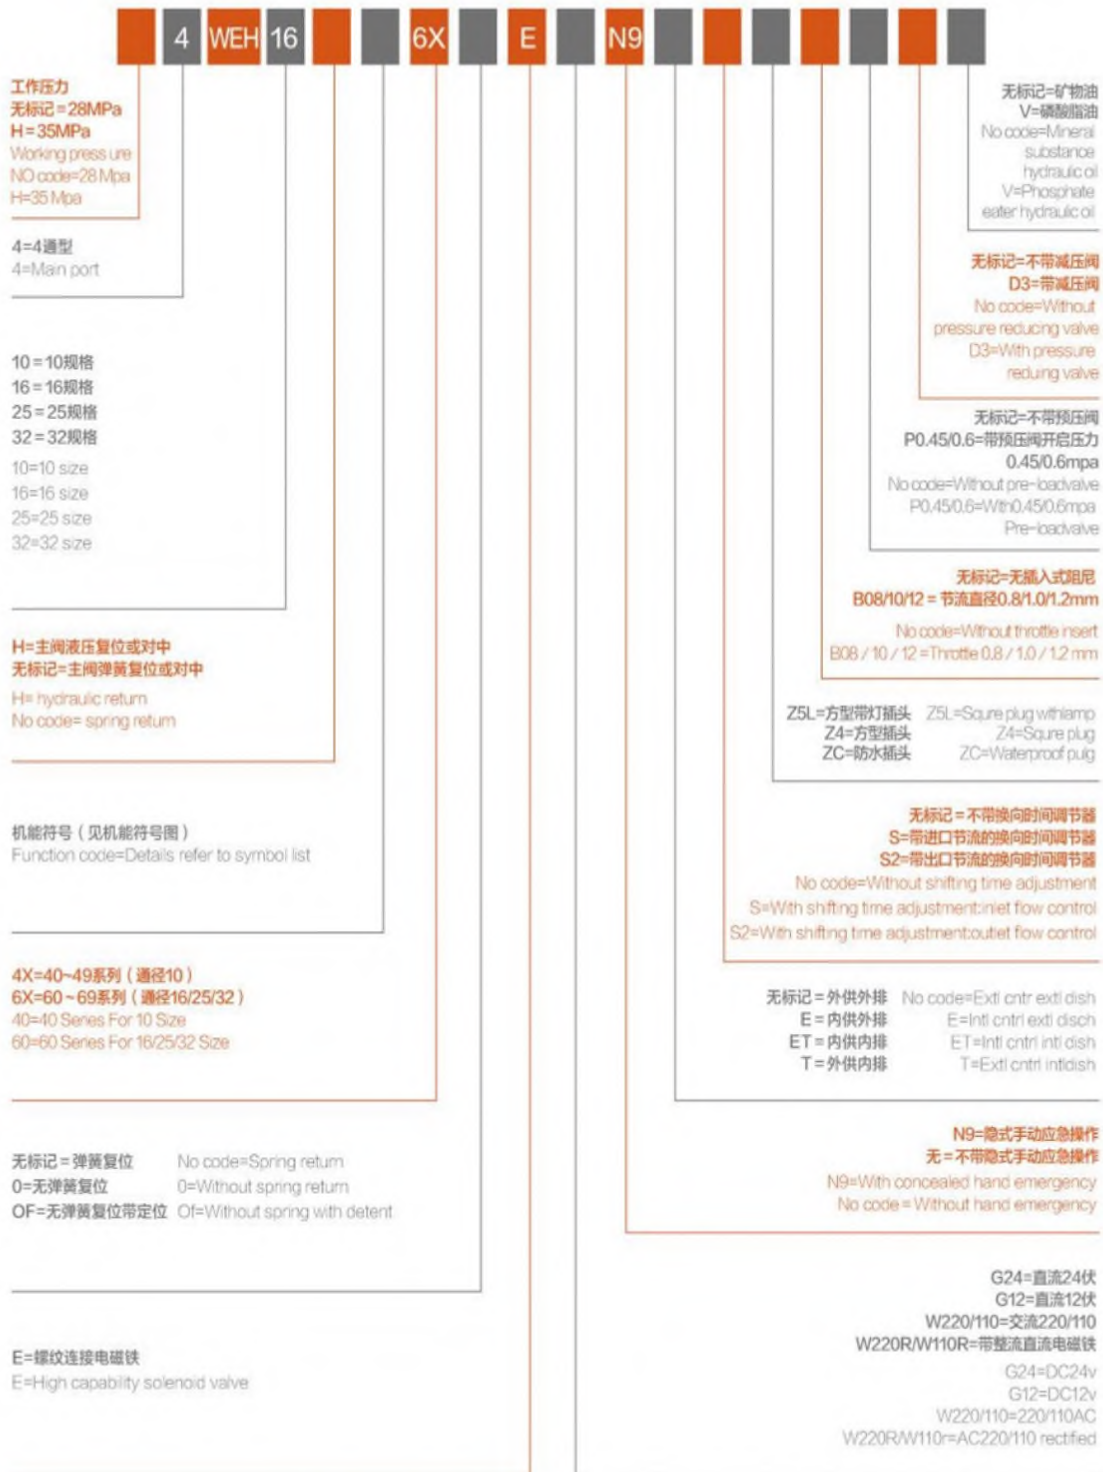 4 WEH 16 6X E N9
工作压力
无标记=28MPa
H=35MPa
Working press ure
NO code=28 Mpa
H=35 Mpa
4=4通型
4=Main port
10=10规格
16=16规格
25=25规格
32=32规格
10=10 size
16=16 size
25=25 size
32=32 size
H=主阀液压复位或对中
无标记=主阀弹簧复位或对中
H= hydraulic return
No code= spring return
机能符号（见机能符号图）
Function code=Details refer to symbol list
4X=40~49系列（通径10）
6X=60~69系列（通径16/25/32）
40=40 Series For 10 Size
60=60 Series For 16/25/32 Size
无标记=弹簧复位 No code=Spring return
0=无弹簧复位 0=Without spring return
OF=无弹簧复位带定位 Of=Without spring with detent
E=螺纹连接电磁铁
E=High capability solenoid valve
无标记=矿物油
V=磷酸脂油
No code=Mineral
substance
hydraulic oil
V=Phosphate
eater hydraulic oil
无标记=不带减压阀
D3=带减压阀
No code=Without
pressure reducing valve
D3=With pressure
reduing valve
无标记=不带预压阀
P0.45/0.6=带预压阀开启压力
0.45/0.6mpa
No code=Without pre-loadvalve
P0.45/0.6=With0.45/0.6mpa
Pre-loadvalve
无标记=无插入式阻尼
B08/10/12 = 节流直径0.8/1.0/1.2mm
No code=Without throttle insert
B08 / 10 / 12 =Throttle 0.8 / 1.0 / 1.2 mm
Z5L=方型带灯插头 Z5L=Squre plug withlamp
Z4=方型插头 Z4=Squre plug
ZC=防水插头 ZC=Waterproof pulg
无标记=不带换向时间调节器
S=带进口节流的换向时间调节器
S2=带出口节流的换向时间调节器
No code=Without shifting time adjustment
S=With shifting time adjustment:inlet flow control
S2=With shifting time adjustment:outlet flow control
无标记=外供外排 No code=Extl cntr extl dish
E=内供外排 E=Intl cntrl extl disch
ET=内供内排 ET=Intl cntrl intl dish
T=外供内排 T=Extl cntrl intldish
N9=隐式手动应急操作
无=不带隐式手动应急操作
N9=With concealed hand emergency
No code = Without hand emergency
G24=直流24伏
G12=直流12伏
W220/110=交流220/110
W220R/W110R=带整流直流电磁铁
G24=DC24v
G12=DC12v
W220/110=220/110AC
W220R/W110r=AC220/110 rectified